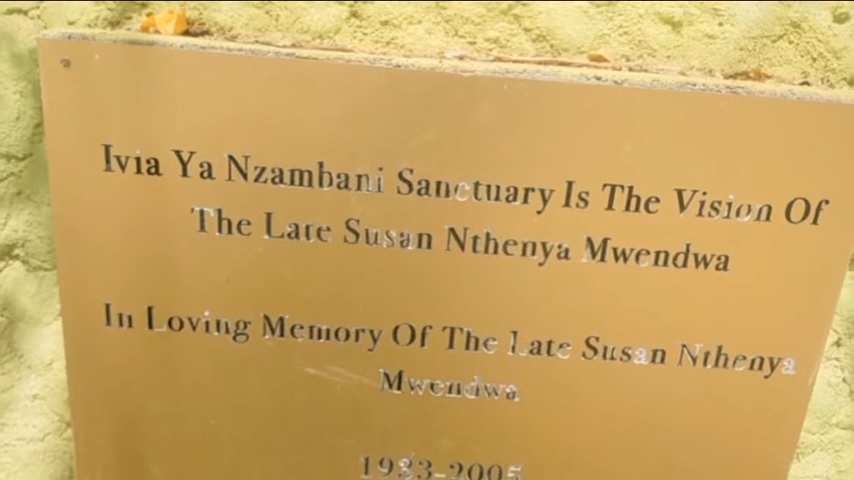 Ivia Ya Nzambani Sanctuary Is The Vision Of
The Late Susan Nthenya Mwendwa
In Loving Memory Of The Late Susan Nthenya
Mwendwa
1933-2005